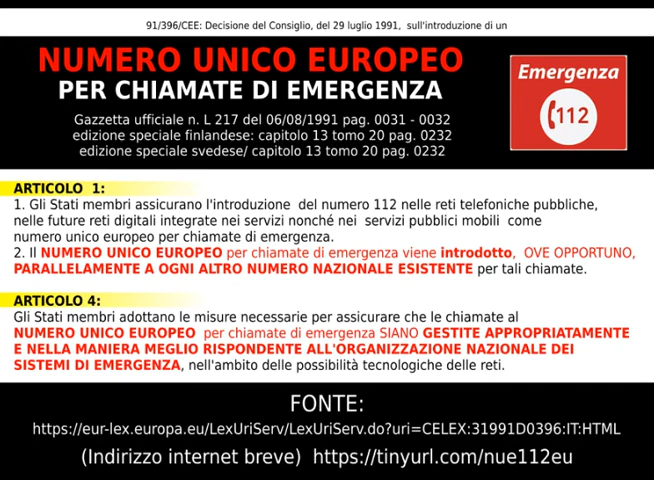 91/396/CEE: Decisione del Consiglio, del 29 luglio 1991, sull'introduzione di un
NUMERO UNICO EUROPEO
PER CHIAMATE DI EMERGENZA
Gazzetta ufficiale n. L 217 del 06/08/1991 pag. 0031 - 0032
edizione speciale finlandese: capitolo 13 tomo 20 pag. 0232
edizione speciale svedese/ capitolo 13 tomo 20 pag. 0232
Emergenza
112
ARTICOLO 1:
1. Gli Stati membri assicurano l'introduzione del numero 112 nelle reti telefoniche pubbliche,
nelle future reti digitali integrate nei servizi nonché nei servizi pubblici mobili come
numero unico europeo per chiamate di emergenza.
2. Il NUMERO UNICO EUROPEO per chiamate di emergenza viene introdotto, OVE OPPORTUNO,
PARALLELAMENTE A OGNI ALTRO NUMERO NAZIONALE ESISTENTE per tali chiamate.
ARTICOLO 4:
Gli Stati membri adottano le misure necessarie per assicurare che le chiamate al
NUMERO UNICO EUROPEO per chiamate di emergenza SIANO GESTITE APPROPRIATAMENTE
E NELLA MANIERA MEGLIO RISPONDENTE ALL'ORGANIZZAZIONE NAZIONALE DEI
SISTEMI DI EMERGENZA, nell'ambito delle possibilità tecnologiche delle reti.
FONTE:
https://eur-lex.europa.eu/LexUriServ/LexUriServ.do?uri=CELEX:31991D0396:IT:HTML
(Indirizzo internet breve) https://tinyurl.com/nue112eu